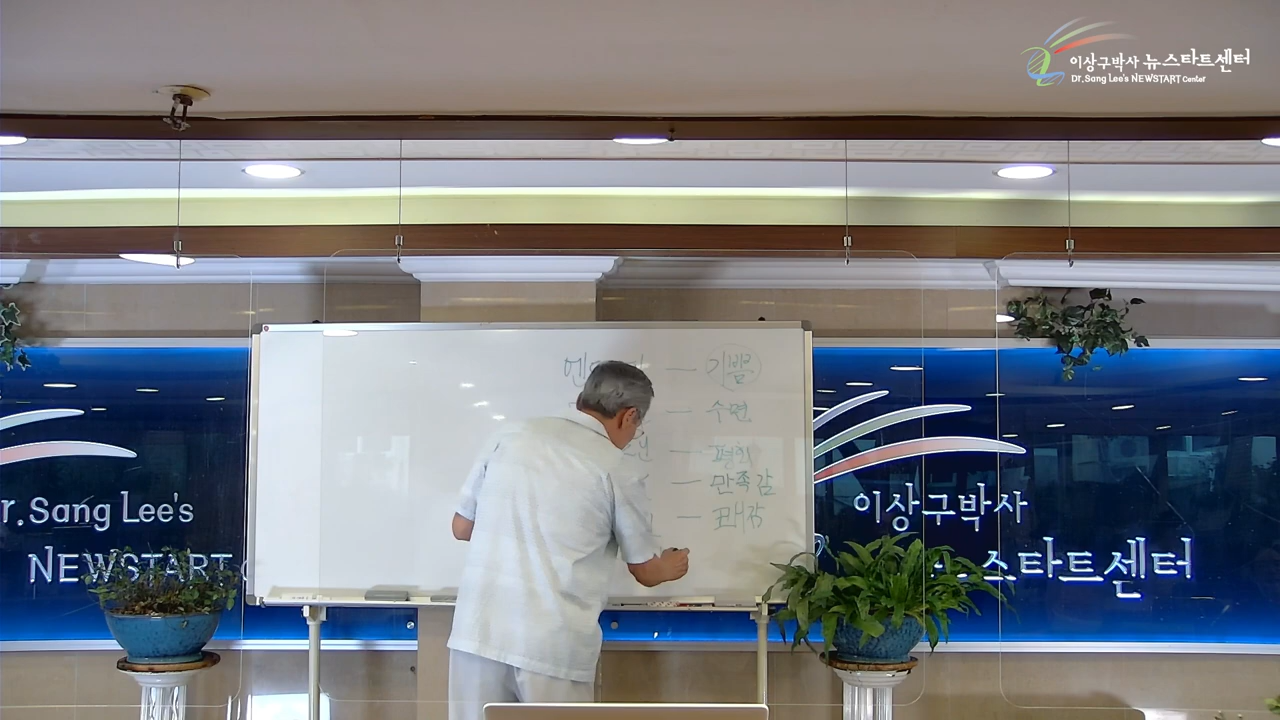 이상구박사 뉴스타트센터
Dr. Sang Lee's NEWSTART Center
— 기쁨
— 수면
— 평화
— 만족감
— 쾌감
r. Sang Lee's
NEWSTART
이상구박사
스타트센터